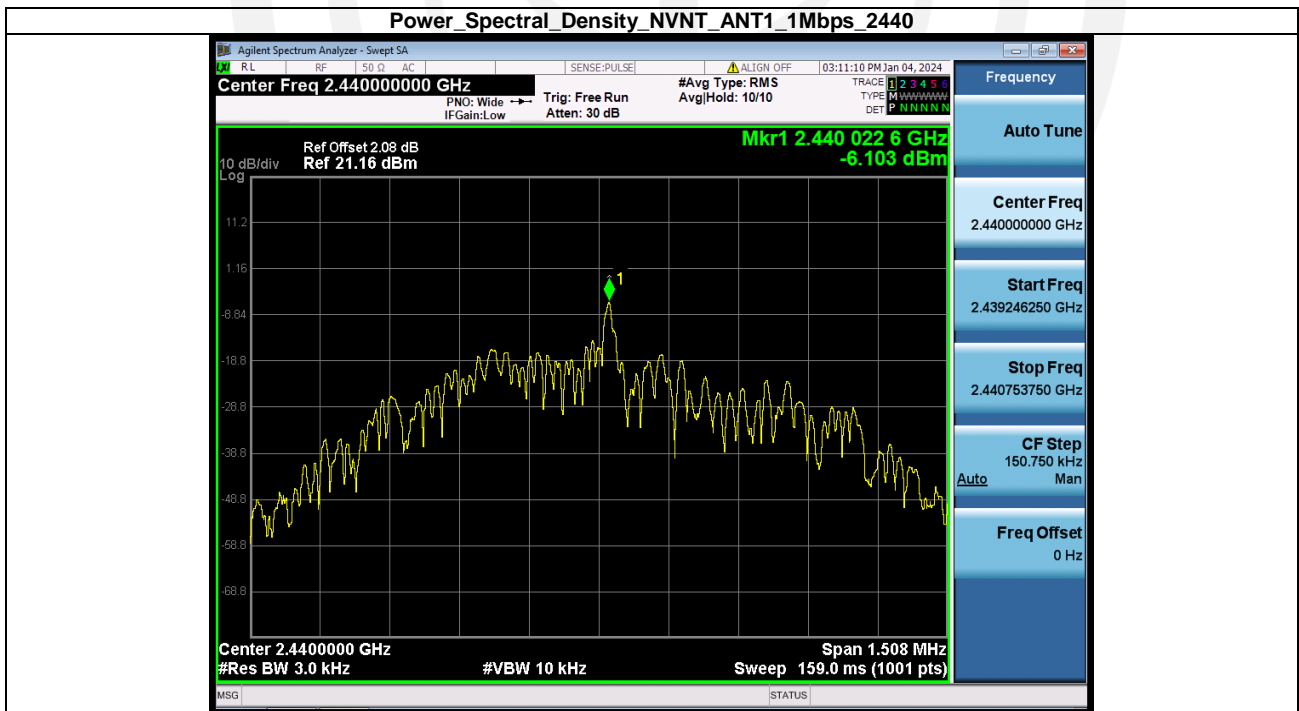 Power_Spectral_Density_NVNT_ANT1_1Mbps_2440
Agilent Spectrum Analyzer - Swept SA
LXI RL RF 50 Ω AC SENSE:PULSE ALIGN OFF 03:11:10 PM Jan 04, 2024
Center Freq 2.440000000 GHz
PNO: Wide
IFGain:Low
Trig: Free Run
Atten: 30 dB
#Avg Type: RMS
Avg|Hold: 10/10
TRACE 1 2 3 4 5 6
TYPE M WWWWW
DET P NNNNN
Frequency
Mkr1 2.440 022 6 GHz
-6.103 dBm
Ref Offset 2.08 dB
10 dB/div Ref 21.16 dBm
Log
11.2
1.16
-8.84
-18.8
-28.8
-38.8
-48.8
-58.8
-68.8
1
Center 2.4400000 GHz Span 1.508 MHz
#Res BW 3.0 kHz #VBW 10 kHz Sweep 159.0 ms (1001 pts)
Auto Tune
Center Freq
2.440000000 GHz
Start Freq
2.439246250 GHz
Stop Freq
2.440753750 GHz
CF Step
150.750 kHz
Auto Man
Freq Offset
0 Hz
MSG STATUS